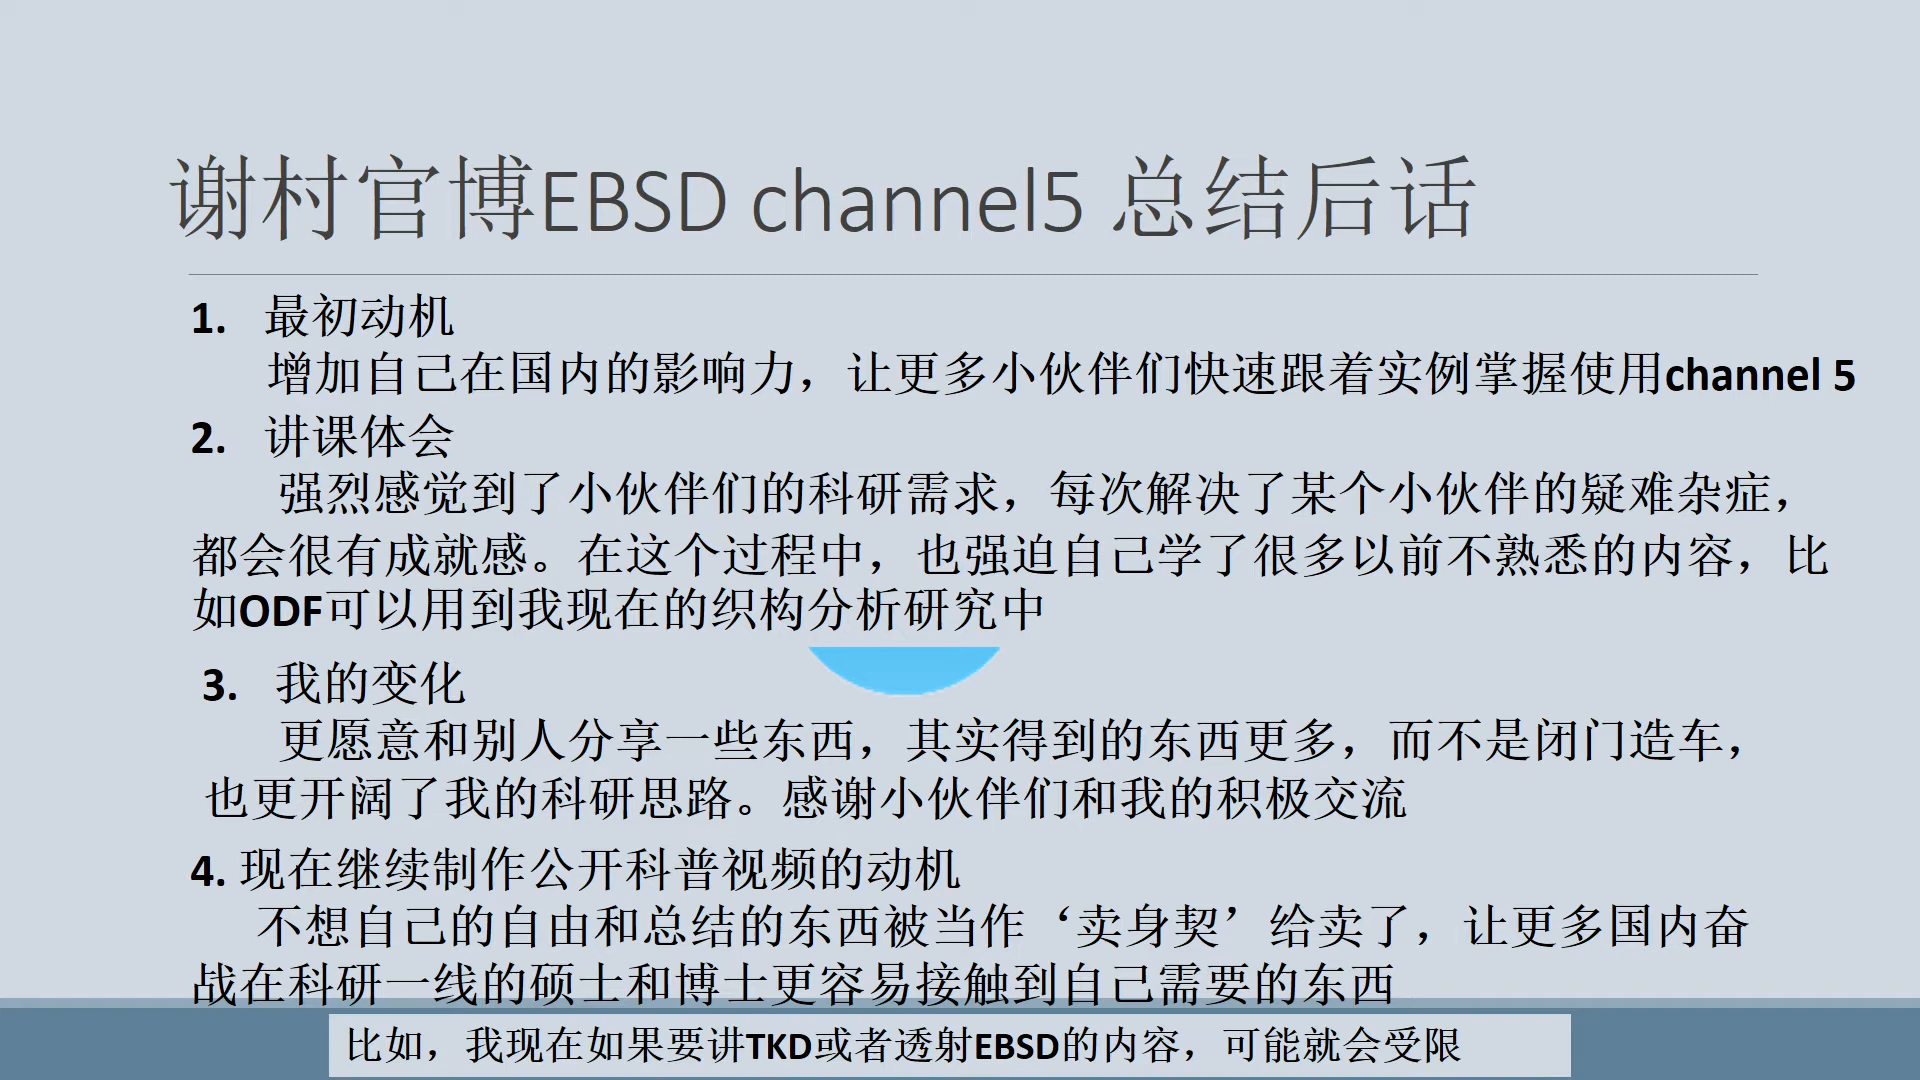 谢村官博EBSD channel5 总结后话
1. 最初动机
增加自己在国内的影响力，让更多小伙伴们快速跟着实例掌握使用channel 5
2. 讲课体会
强烈感觉到了小伙伴们的科研需求，每次解决了某个小伙伴的疑难杂症，
都会很有成就感。在这个过程中，也强迫自己学了很多以前不熟悉的内容，比
如ODF可以用到我现在的织构分析研究中
3. 我的变化
更愿意和别人分享一些东西，其实得到的东西更多，而不是闭门造车，
也更开阔了我的科研思路。感谢小伙伴们和我的积极交流
4. 现在继续制作公开科普视频的动机
不想自己的自由和总结的东西被当作‘卖身契’给卖了，让更多国内奋
战在科研一线的硕士和博士更容易接触到自己需要的东西
比如，我现在如果要讲TKD或者透射EBSD的内容，可能就会受限